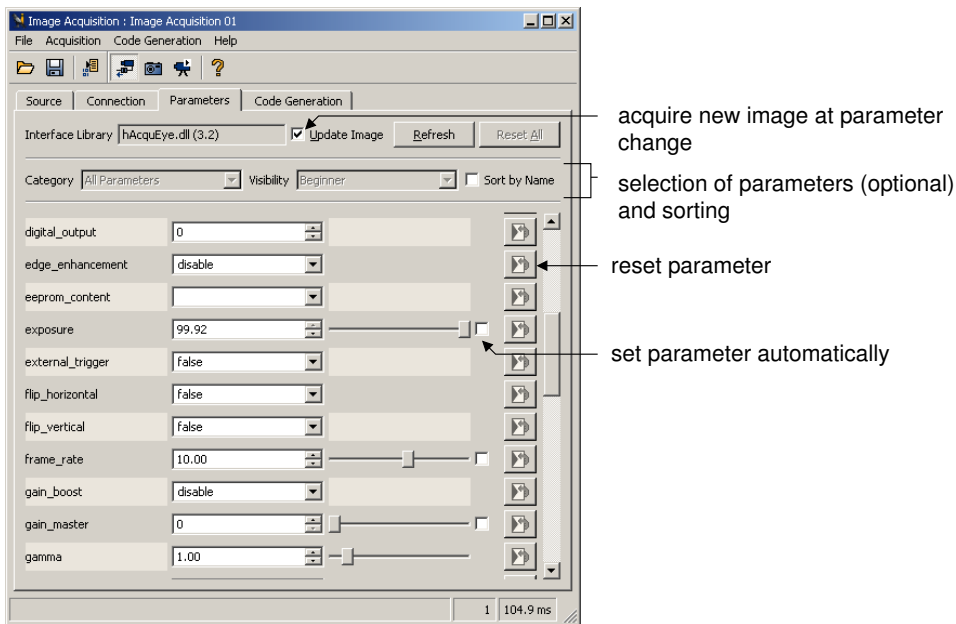 Image Acquisition : Image Acquisition 01
File Acquisition Code Generation Help
Source Connection Parameters Code Generation
Interface Library hAcquEye.dll (3.2) Update Image Refresh Reset All
acquire new image at parameter
change
Category All Parameters Visibility Beginner Sort by Name
selection of parameters (optional)
and sorting
digital_output 0
edge_enhancement disable
reset parameter
eeprom_content
exposure 99.92
external_trigger false
set parameter automatically
flip_horizontal false
flip_vertical false
frame_rate 10.00
gain_boost disable
gain_master 0
gamma 1.00
1 104.9 ms